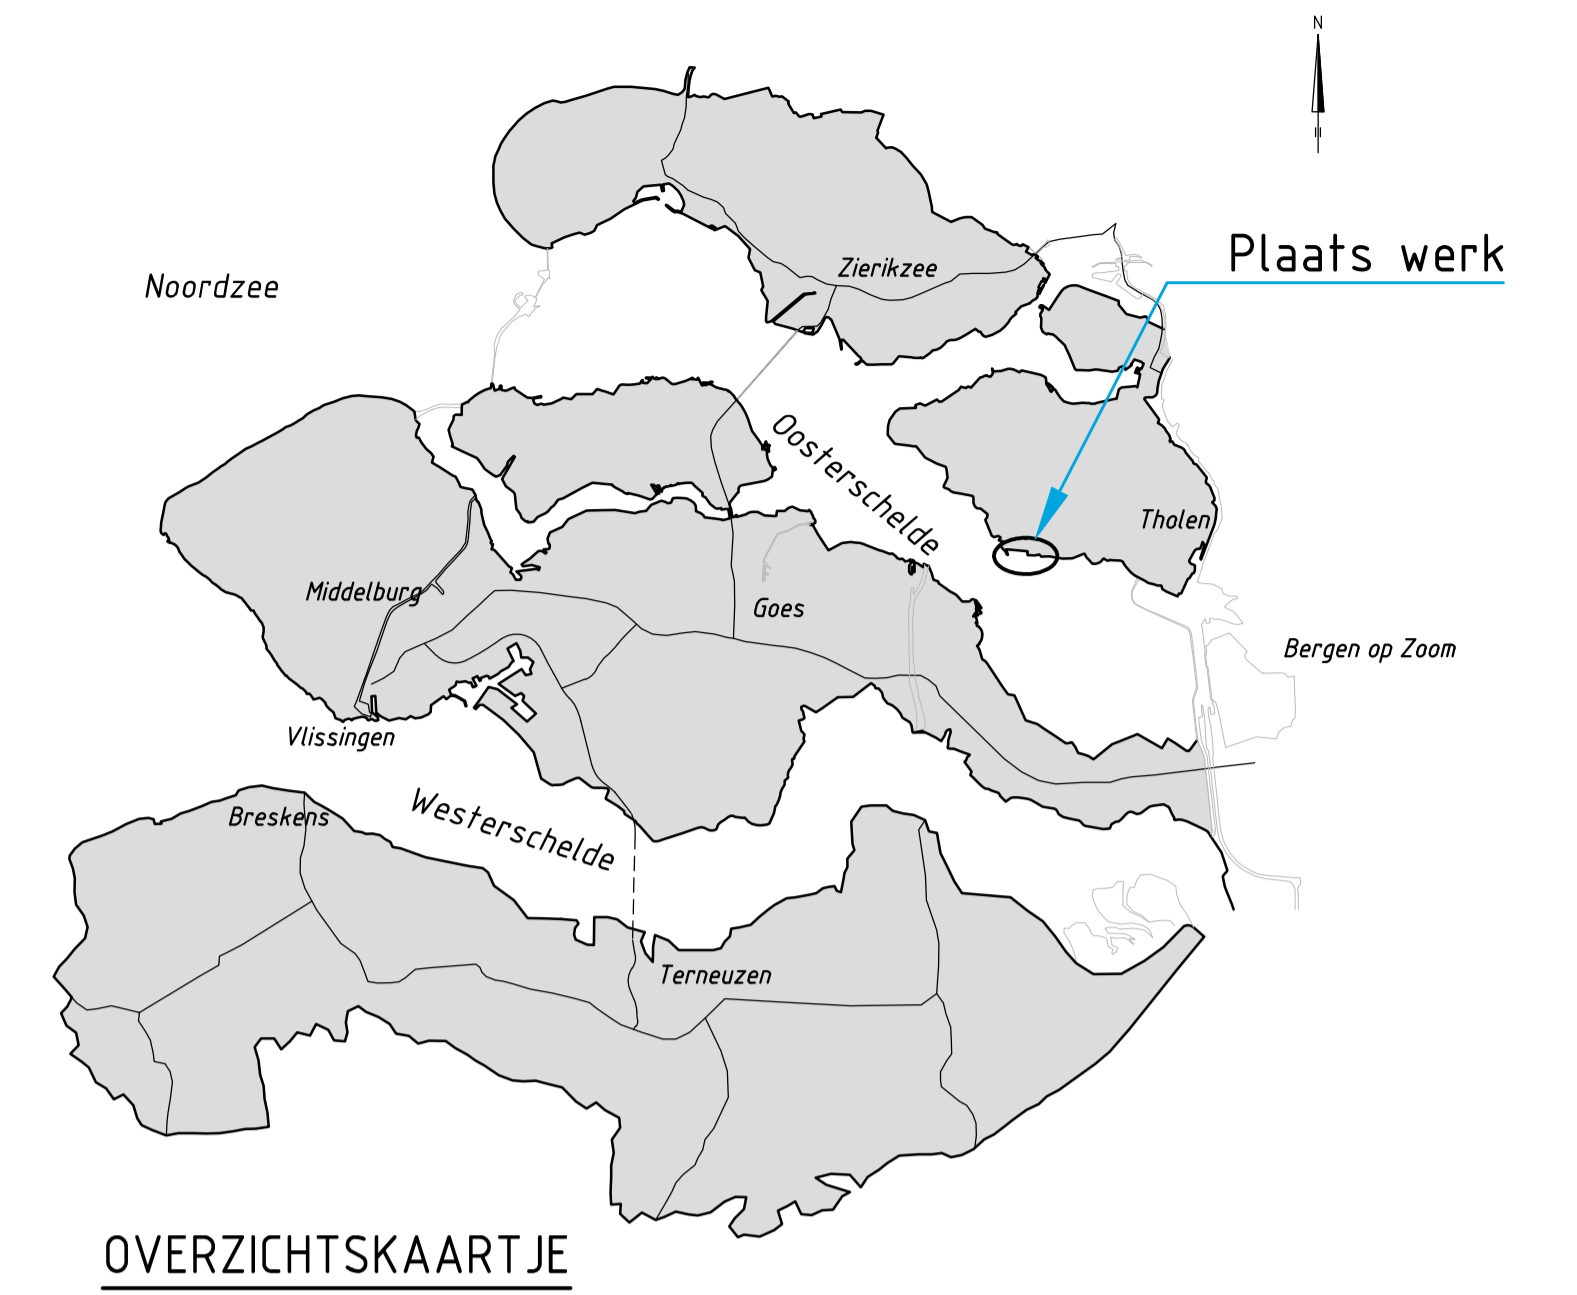 N
Plaats werk
Zierikzee
Noordzee
Oosterschelde
Tholen
Middelburg
Goes
Bergen op Zoom
Vlissingen
Westerschelde
Breskens
Terneuzen
OVERZICHTSKAARTJE